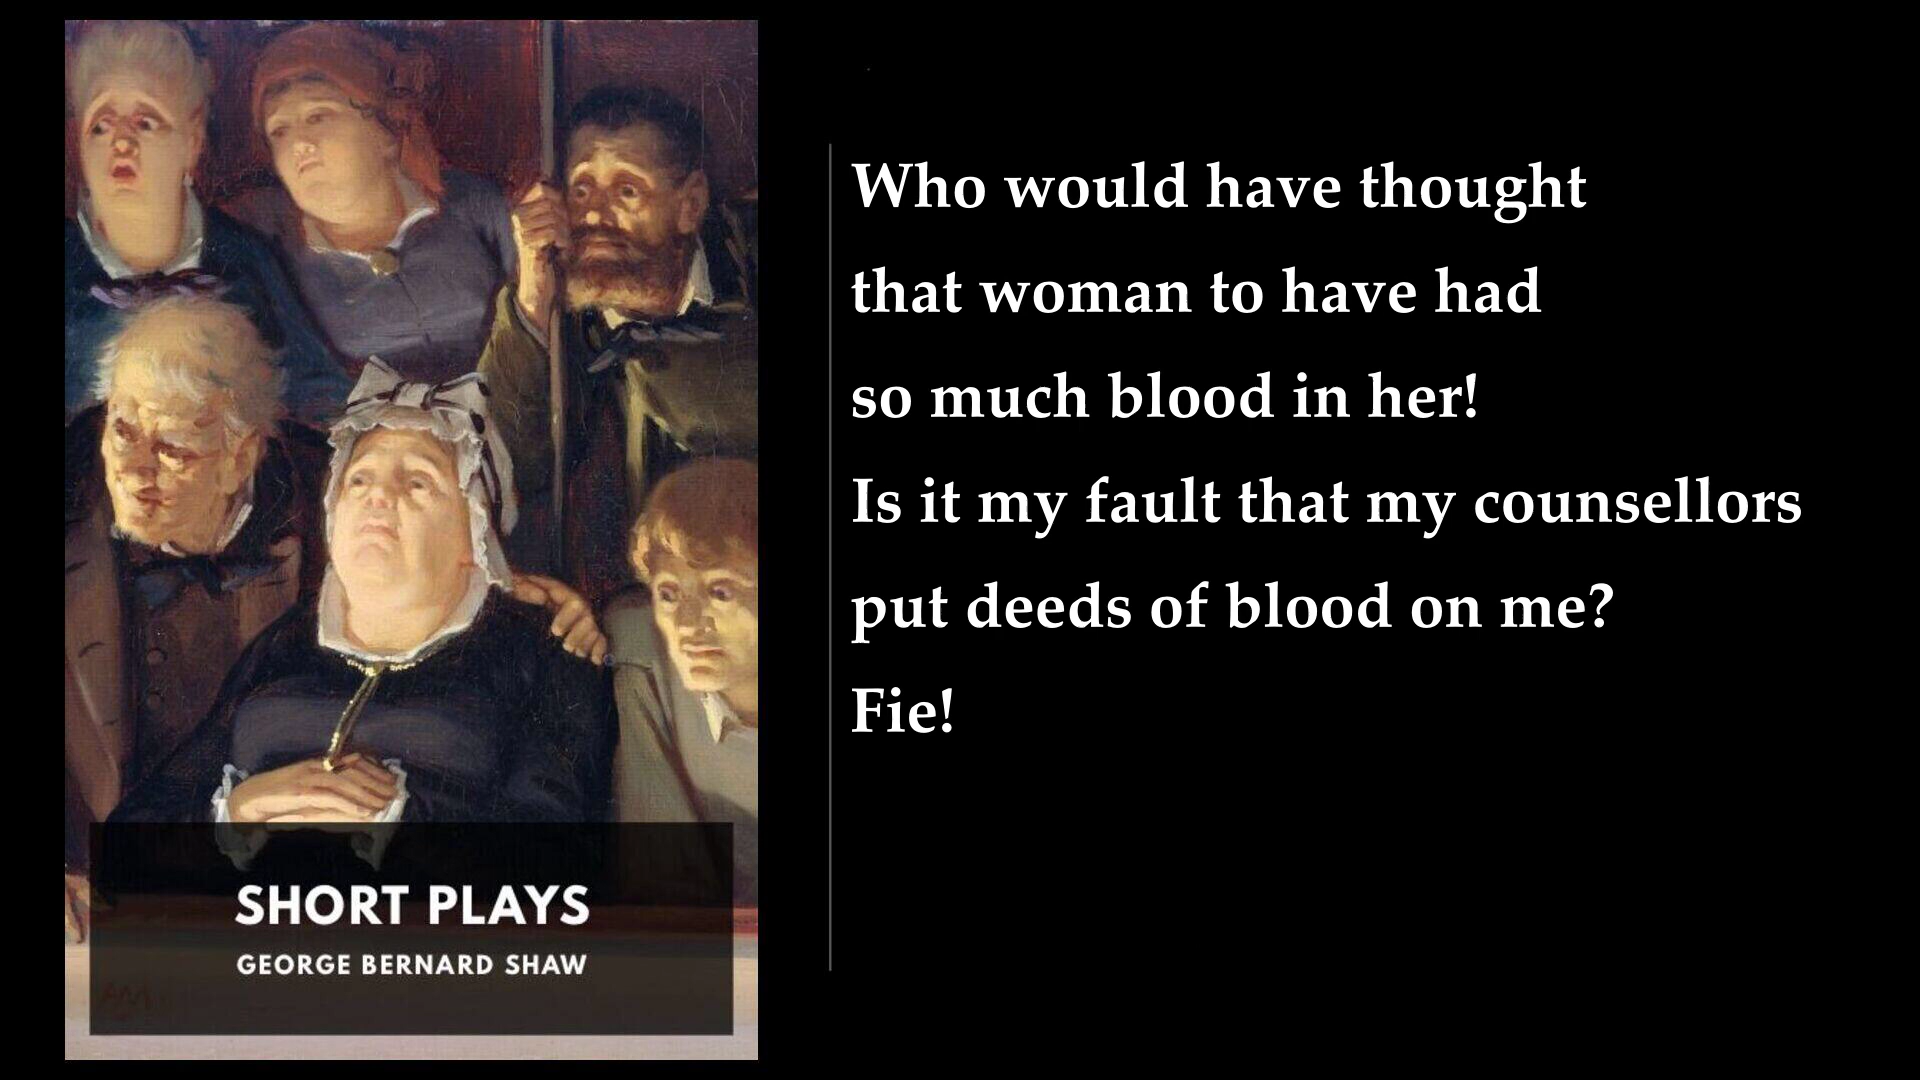 Who would have thought
that woman to have had
so much blood in her!
Is it my fault that my counsellors
put deeds of blood on me?
Fie!
SHORT PLAYS
GEORGE BERNARD SHAW